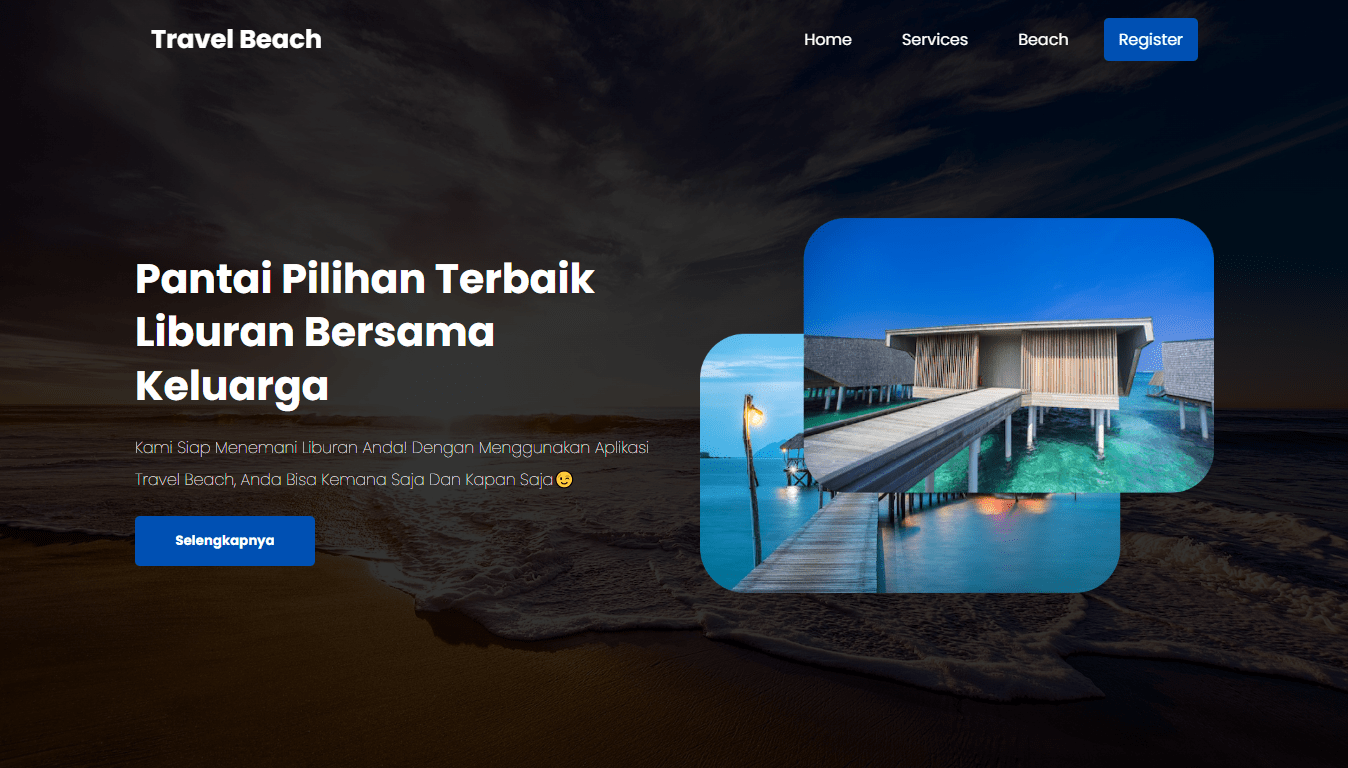 Travel Beach
Home
Services
Beach
Register
Pantai Pilihan Terbaik
Liburan Bersama
Keluarga
Kami Siap Menemani Liburan Anda! Dengan Menggunakan Aplikasi
Travel Beach, Anda Bisa Kemana Saja Dan Kapan Saja😉
Selengkapnya